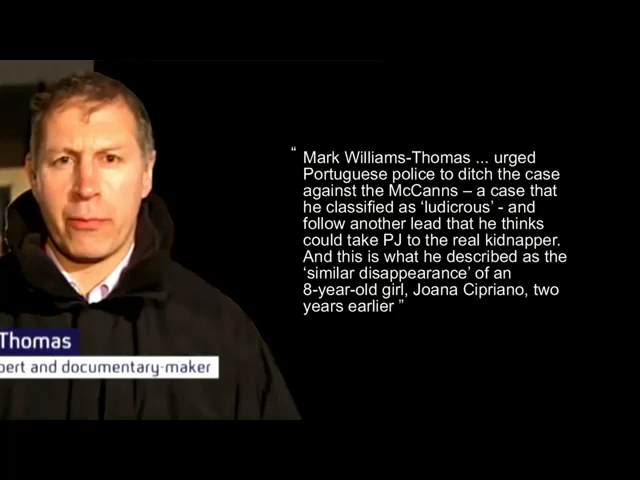 “ Mark Williams-Thomas ... urged
Portuguese police to ditch the case
against the McCanns – a case that
he classified as ‘ludicrous’ - and
follow another lead that he thinks
could take PJ to the real kidnapper.
And this is what he described as the
‘similar disappearance’ of an
8-year-old girl, Joana Cipriano, two
years earlier ”
Thomas
pert and documentary-maker